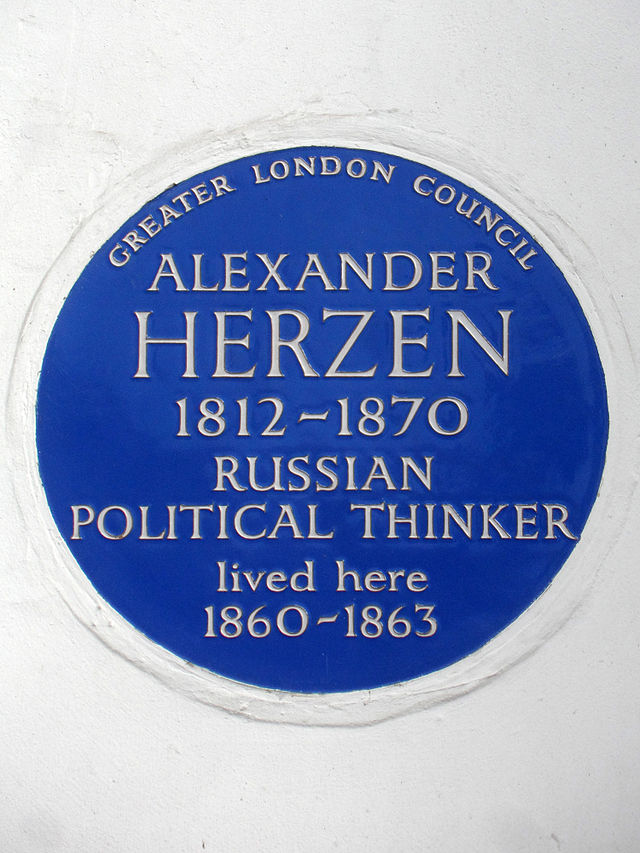 GREATER LONDON COUNCIL
ALEXANDER
HERZEN
1812~1870
RUSSIAN
POLITICAL THINKER
lived here
1860~1863